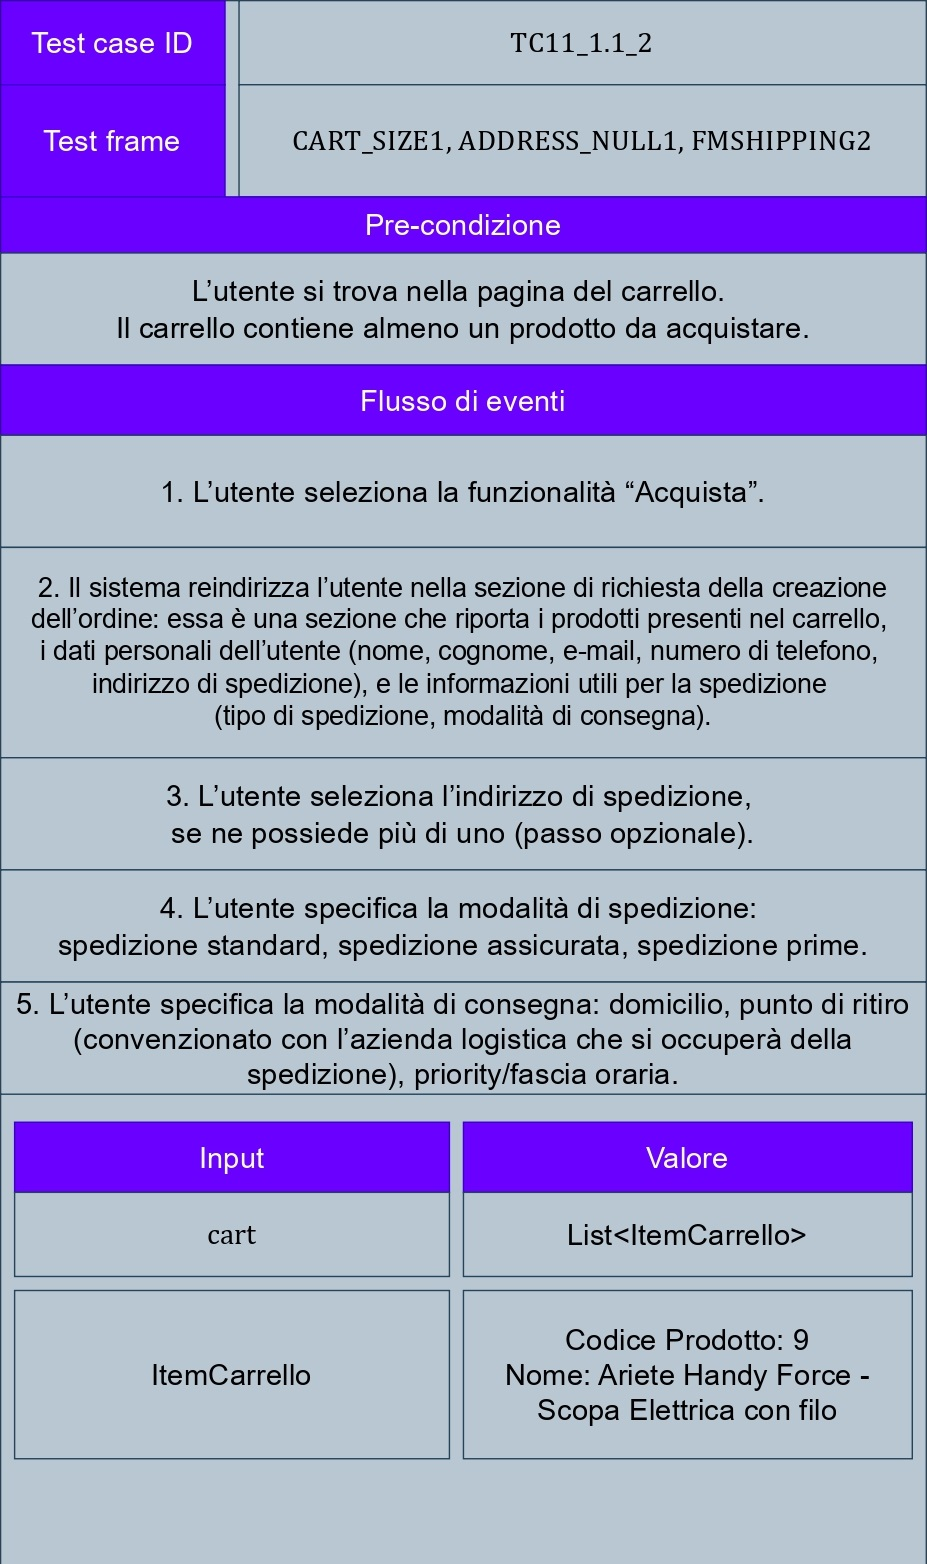 Test case ID
TC11_1.1_2
Test frame
CART_SIZE1, ADDRESS_NULL1, FMSHIPPING2
Pre-condizione
L’utente si trova nella pagina del carrello.
Il carrello contiene almeno un prodotto da acquistare.
Flusso di eventi
1. L’utente seleziona la funzionalità “Acquista”.
2. Il sistema reindirizza l’utente nella sezione di richiesta della creazione
dell’ordine: essa è una sezione che riporta i prodotti presenti nel carrello,
i dati personali dell’utente (nome, cognome, e-mail, numero di telefono,
indirizzo di spedizione), e le informazioni utili per la spedizione
(tipo di spedizione, modalità di consegna).
3. L’utente seleziona l’indirizzo di spedizione,
se ne possiede più di uno (passo opzionale).
4. L’utente specifica la modalità di spedizione:
spedizione standard, spedizione assicurata, spedizione prime.
5. L’utente specifica la modalità di consegna: domicilio, punto di ritiro
(convenzionato con l’azienda logistica che si occuperà della
spedizione), priority/fascia oraria.
Input
Valore
cart
List<ItemCarrello>
ItemCarrello
Codice Prodotto: 9
Nome: Ariete Handy Force -
Scopa Elettrica con filo